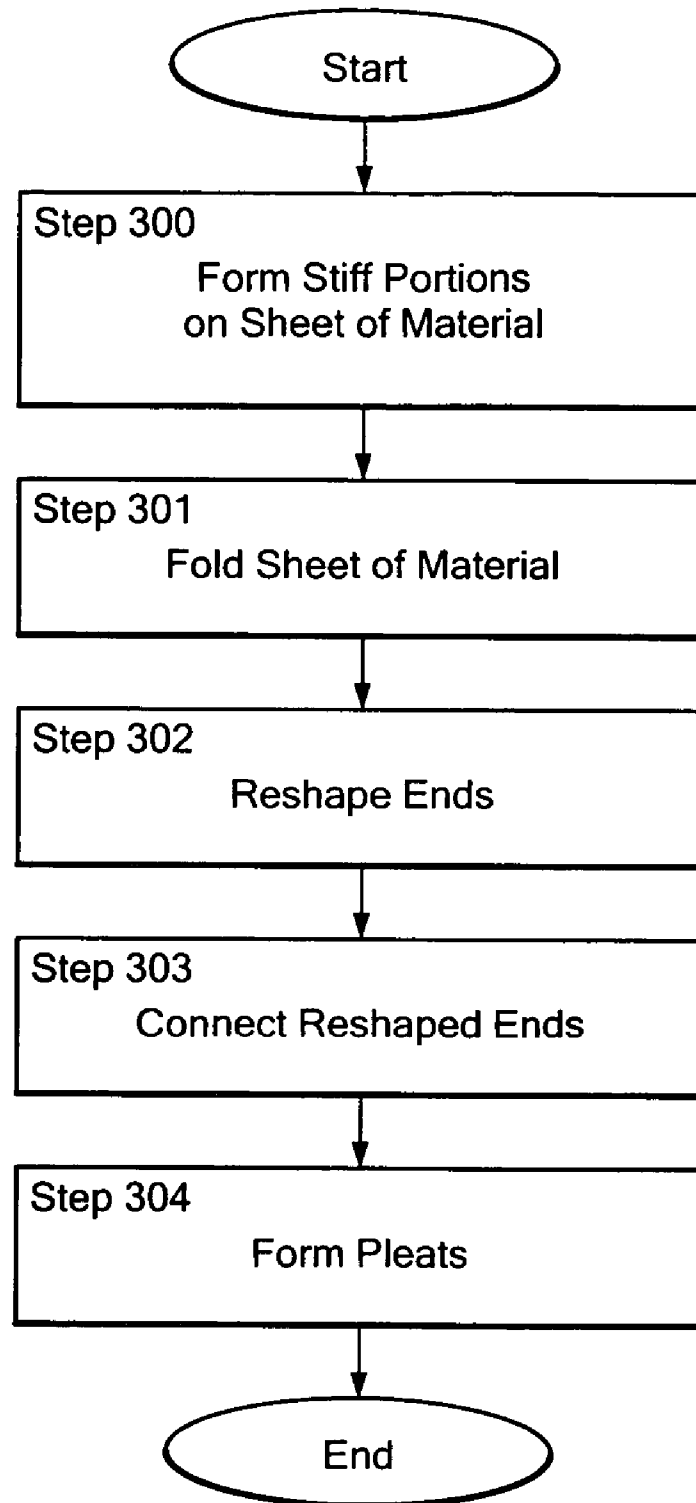 Start
Step 300
Form Stiff Portions
on Sheet of Material
Step 301
Fold Sheet of Material
Step 302
Reshape Ends
Step 303
Connect Reshaped Ends
Step 304
Form Pleats
End